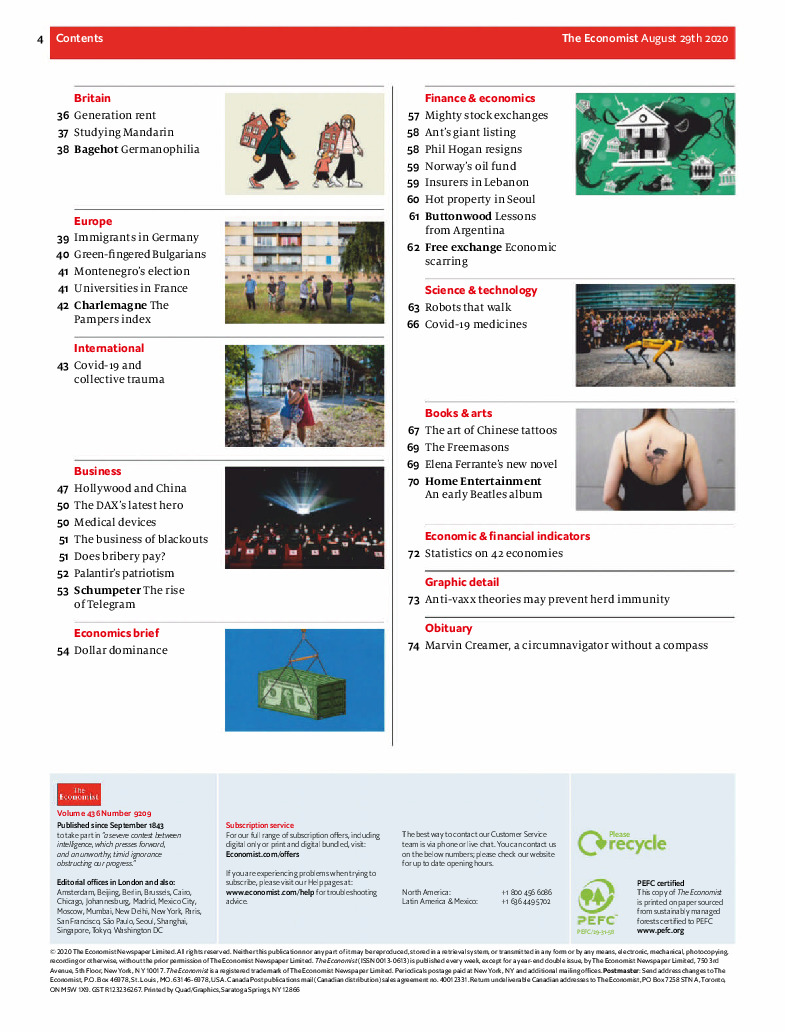 4 Contents
The Economist August 29th 2020
Britain
36 Generation rent
37 Studying Mandarin
38 Bagehot Germanophilia
Europe
39 Immigrants in Germany
40 Green-fingered Bulgarians
41 Montenegro's election
41 Universities in France
42 Charlemagne The
Pampers index
International
43 Covid-19 and
collective trauma
Business
47 Hollywood and China
50 The DAX's latest hero
50 Medical devices
51 The business of blackouts
51 Does bribery pay?
52 Palantir's patriotism
53 Schumpeter The rise
of Telegram
Economics brief
54 Dollar dominance
Finance & economics
57 Mighty stock exchanges
58 Ant's giant listing
58 Phil Hogan resigns
59 Norway's oil fund
59 Insurers in Lebanon
60 Hot property in Seoul
61 Buttonwood Lessons
from Argentina
62 Free exchange Economic
scarring
Science & technology
63 Robots that walk
66 Covid-19 medicines
Books & arts
67 The art of Chinese tattoos
69 The Freemasons
69 Elena Ferrante's new novel
70 Home Entertainment
An early Beatles album
Economic & financial indicators
72 Statistics on 42 economies
Graphic detail
73 Anti-vaxx theories may prevent herd immunity
Obituary
74 Marvin Creamer, a circumnavigator without a compass
The
Economist
Volume 436 Number 9209
Published since September 1843
to take part in "a severe contest between
intelligence, which presses forward,
and an unworthy, timid ignorance
obstructing our progress."
Editorial offices in London and also:
Amsterdam, Beijing, Berlin, Brussels, Cairo,
Chicago, Johannesburg, Madrid, Mexico City,
Moscow, Mumbai, New Delhi, New York, Paris,
San Francisco, São Paulo, Seoul, Shanghai,
Singapore, Tokyo, Washington DC
Subscription service
For our full range of subscription offers, including
digital only or print and digital bundled, visit:
Economist.com/offers
If you are experiencing problems when trying to
subscribe, please visit our Help pages at:
www.economist.com/help for troubleshooting
advice.
The best way to contact our Customer Service
team is via phone or live chat. You can contact us
on the below numbers; please check our website
for up to date opening hours.
North America: +1 800 456 6086
Latin America & Mexico: +1 636 449 5702
Please
recycle
PEFC
PEFC/29-31-58
PEFC certified
This copy of The Economist
is printed on paper sourced
from sustainably managed
forests certified to PEFC
www.pefc.org
© 2020 The Economist Newspaper Limited. All rights reserved. Neither this publication nor any part of it may be reproduced, stored in a retrieval system, or transmitted in any form or by any means, electronic, mechanical, photocopying,
recording or otherwise, without the prior permission of The Economist Newspaper Limited. The Economist (ISSN 0013-0613) is published every week, except for a year-end double issue, by The Economist Newspaper Limited, 750 3rd
Avenue, 5th Floor, New York, N Y 10017. The Economist is a registered trademark of The Economist Newspaper Limited. Periodicals postage paid at New York, NY and additional mailing offices. Postmaster: Send address changes to The
Economist, P.O. Box 46978, St. Louis, MO. 63146-6978, USA. Canada Post publications mail (Canadian distribution) sales agreement no. 40012331. Return undeliverable Canadian addresses to The Economist, PO Box 7258 STN A, Toronto,
ON M5W 1X9. GST R123236267. Printed by Quad/Graphics, Saratoga Springs, NY 12866